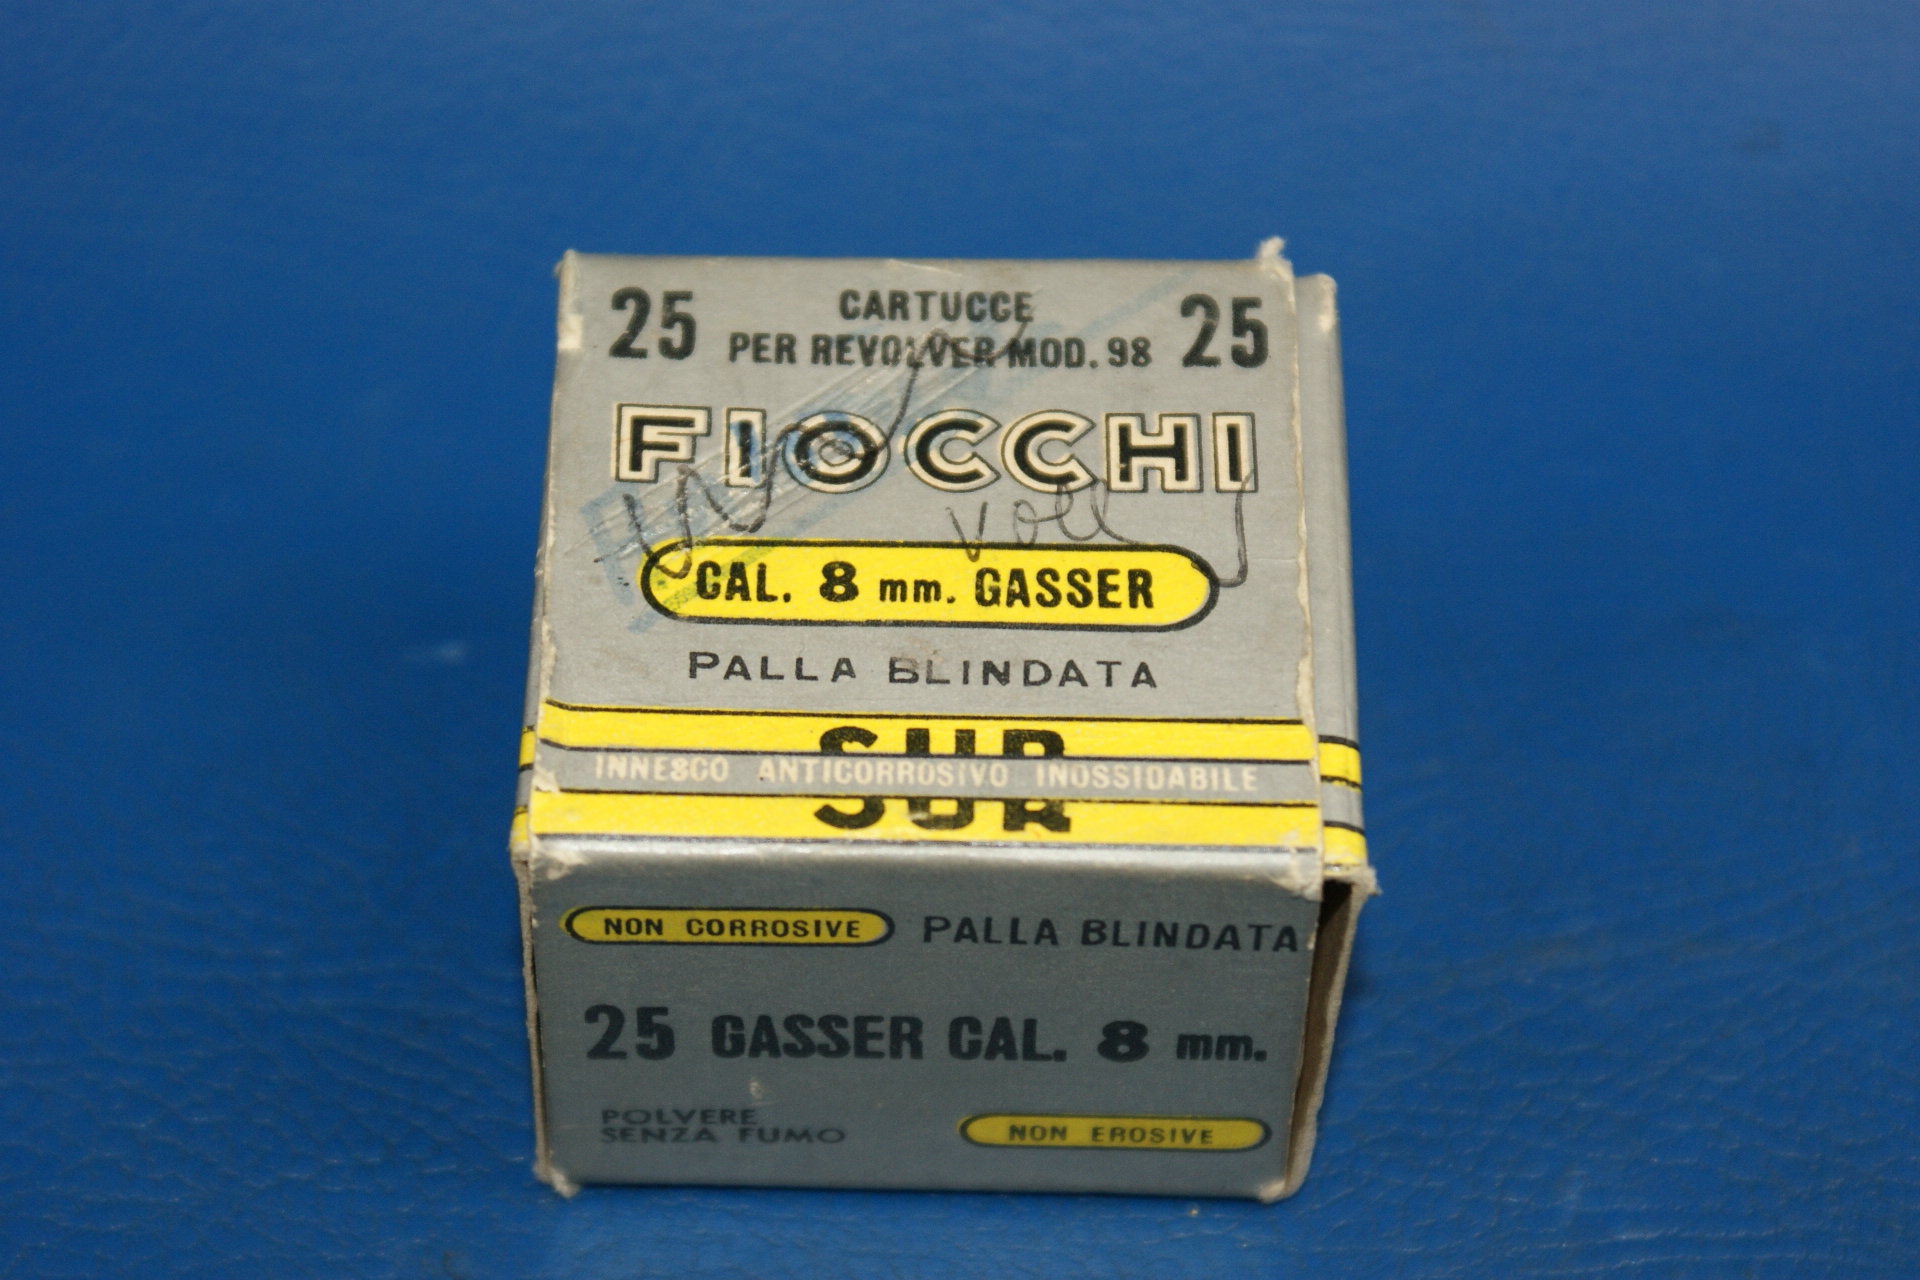 25 CARTUCCE 25
PER REVOLVER MOD. 98
FIOCCHI
voll
CAL. 8 mm. GASSER
PALLA BLINDATA
SUR
INNESCO ANTICORROSIVO INOSSIDABILE
SUR
NON CORROSIVE PALLA BLINDATA
25 GASSER CAL. 8 mm.
POLVERE
SENZA FUMO
NON EROSIVE